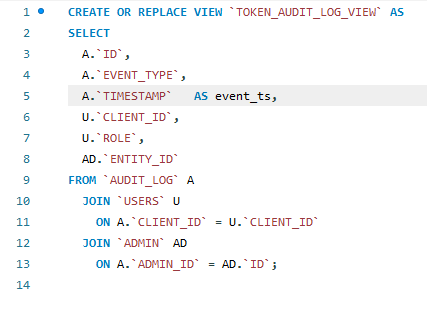 1 CREATE OR REPLACE VIEW `TOKEN_AUDIT_LOG_VIEW` AS
2 SELECT
3 A.`ID`,
4 A.`EVENT_TYPE`,
5 A.`TIMESTAMP`   AS event_ts,
6 U.`CLIENT_ID`,
7 U.`ROLE`,
8 AD.`ENTITY_ID`
9 FROM `AUDIT_LOG` A
10 JOIN `USERS` U
11 ON A.`CLIENT_ID` = U.`CLIENT_ID`
12 JOIN `ADMIN` AD
13 ON A.`ADMIN_ID` = AD.`ID`;
14